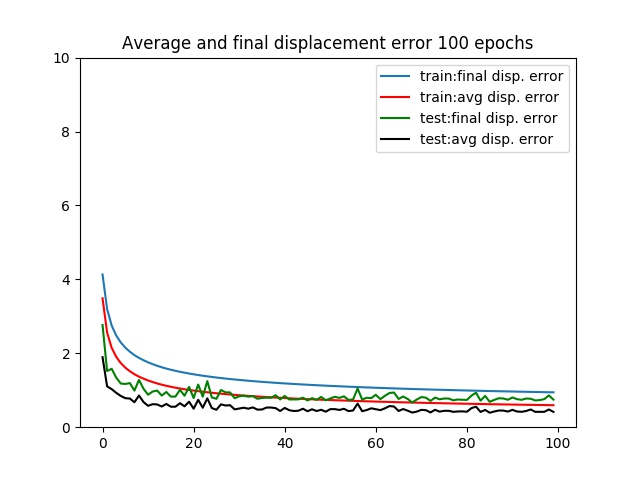 Average and final displacement error 100 epochs
10
8
6
4
2
0
train:final disp. error
train:avg disp. error
test:final disp. error
test:avg disp. error
0 20 40 60 80 100